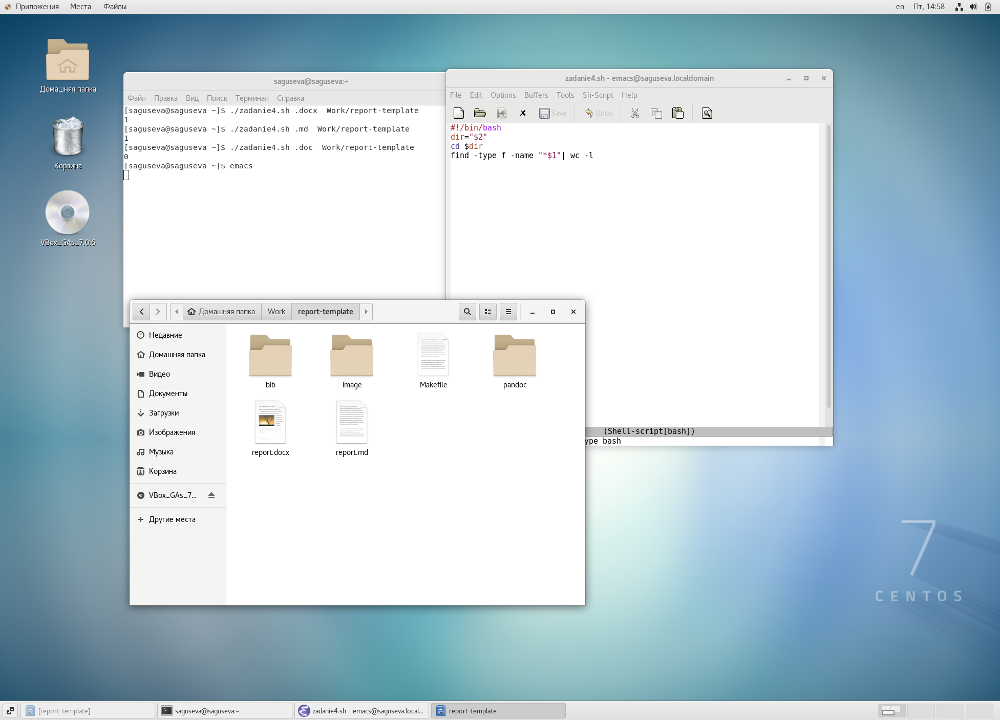 Приложения Места Файлы
en Пт, 14:58
Домашняя папка
Корзина
VBox_GAs_7.0.6
saguseva@saguseva:~
Файл Правка Вид Поиск Терминал Справка
[saguseva@saguseva ~]$ ./zadanie4.sh .docx  Work/report-template
1
[saguseva@saguseva ~]$ ./zadanie4.sh .md  Work/report-template
1
[saguseva@saguseva ~]$ ./zadanie4.sh .doc  Work/report-template
0
[saguseva@saguseva ~]$ emacs
zadanie4.sh - emacs@saguseva.localdomain
File Edit Options Buffers Tools Sh-Script Help
Save Undo
#!/bin/bash
dir="$2"
cd $dir
find -type f -name "*$1"| wc -l
(Shell-script[bash])
ype bash
Домашняя папка Work report-template
Недавние
Домашняя папка
Видео
Документы
Загрузки
Изображения
Музыка
Корзина
VBox_GAs_7...
Другие места
bib image Makefile pandoc
report.docx report.md
7
CENTOS
[report-template] saguseva@saguseva:~ zadanie4.sh - emacs@saguseva.local... report-template